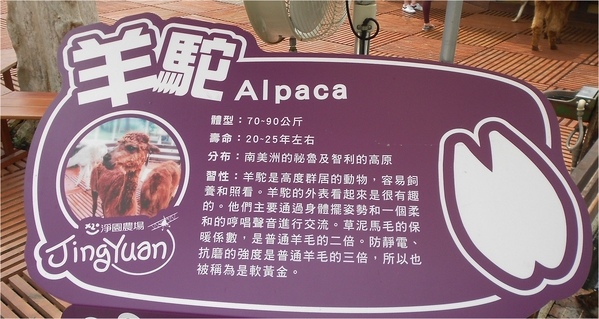 羊駝 Alpaca
體型：70-90公斤
壽命：20-25年左右
分布：南美洲的祕魯及智利的高原
習性：羊駝是高度群居的動物，容易飼
養和照看。羊駝的外表看起來是很有趣
的。他們主要通過身體擺姿勢和一個柔
和的哼唱聲音進行交流。草泥馬毛的保
暖係數，是普通羊毛的二倍。防靜電、
抗磨的強度是普通羊毛的三倍，所以也
被稱為是軟黃金。
淨園農場
JingYuan